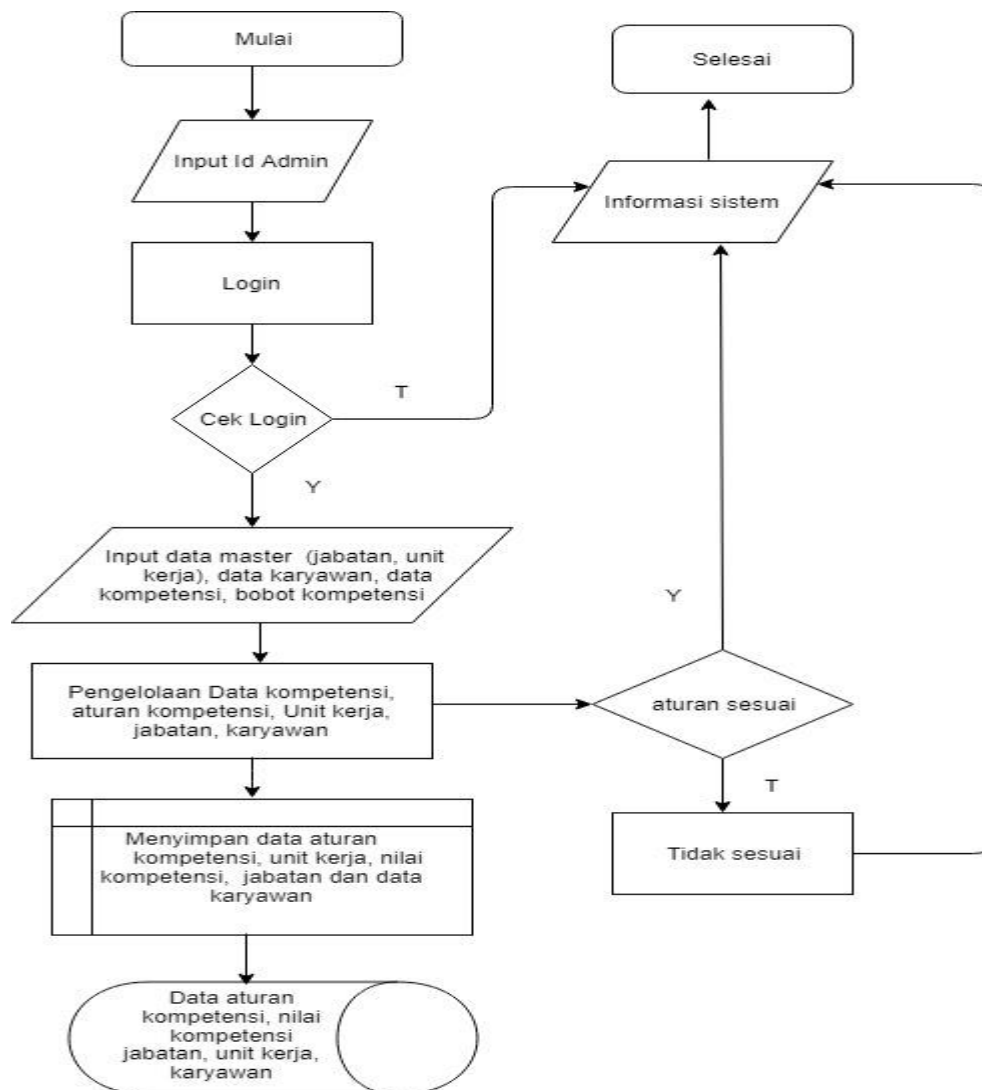 Mulai
Input Id Admin
Login
Cek Login
T
Y
Input data master (jabatan, unit
kerja), data karyawan, data
kompetensi, bobot kompetensi
Pengelolaan Data kompetensi,
aturan kompetensi, Unit kerja,
jabatan, karyawan
Menyimpan data aturan
kompetensi, unit kerja, nilai
kompetensi, jabatan dan data
karyawan
Data aturan
kompetensi, nilai
kompetensi
jabatan, unit kerja,
karyawan
Selesai
Informasi sistem
Y
aturan sesuai
T
Tidak sesuai